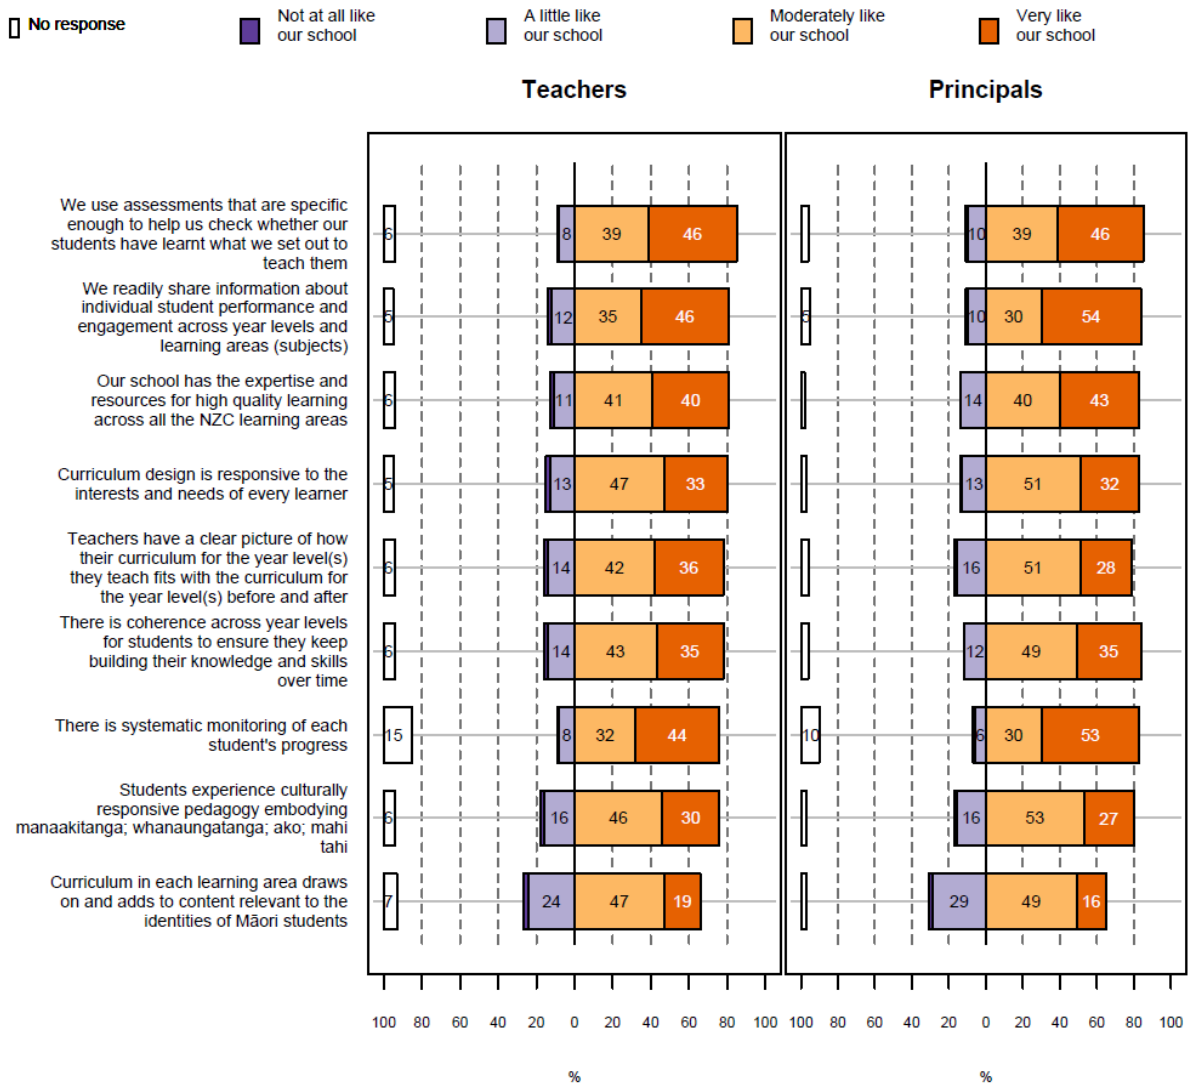 No response
Not at all like
our school
A little like
our school
Moderately like
our school
Very like
our school
Teachers
Principals
We use assessments that are specific
enough to help us check whether our
students have learnt what we set out to
teach them
6 8 39 46
10 39 46
We readily share information about
individual student performance and
engagement across year levels and
learning areas (subjects)
5 12 35 46
5 10 30 54
Our school has the expertise and
resources for high quality learning
across all the NZC learning areas
6 11 41 40
14 40 43
Curriculum design is responsive to the
interests and needs of every learner
5 13 47 33
13 51 32
Teachers have a clear picture of how
their curriculum for the year level(s)
they teach fits with the curriculum for
the year level(s) before and after
6 14 42 36
16 51 28
There is coherence across year levels
for students to ensure they keep
building their knowledge and skills
over time
6 14 43 35
12 49 35
There is systematic monitoring of each
student's progress
15 8 32 44
10 6 30 53
Students experience culturally
responsive pedagogy embodying
manaakitanga; whanaungatanga; ako; mahi
tahi
6 16 46 30
16 53 27
Curriculum in each learning area draws
on and adds to content relevant to the
identities of Māori students
7 24 47 19
29 49 16
100 80 60 40 20 0 20 40 60 80 100
100 80 60 40 20 0 20 40 60 80 100
%
%